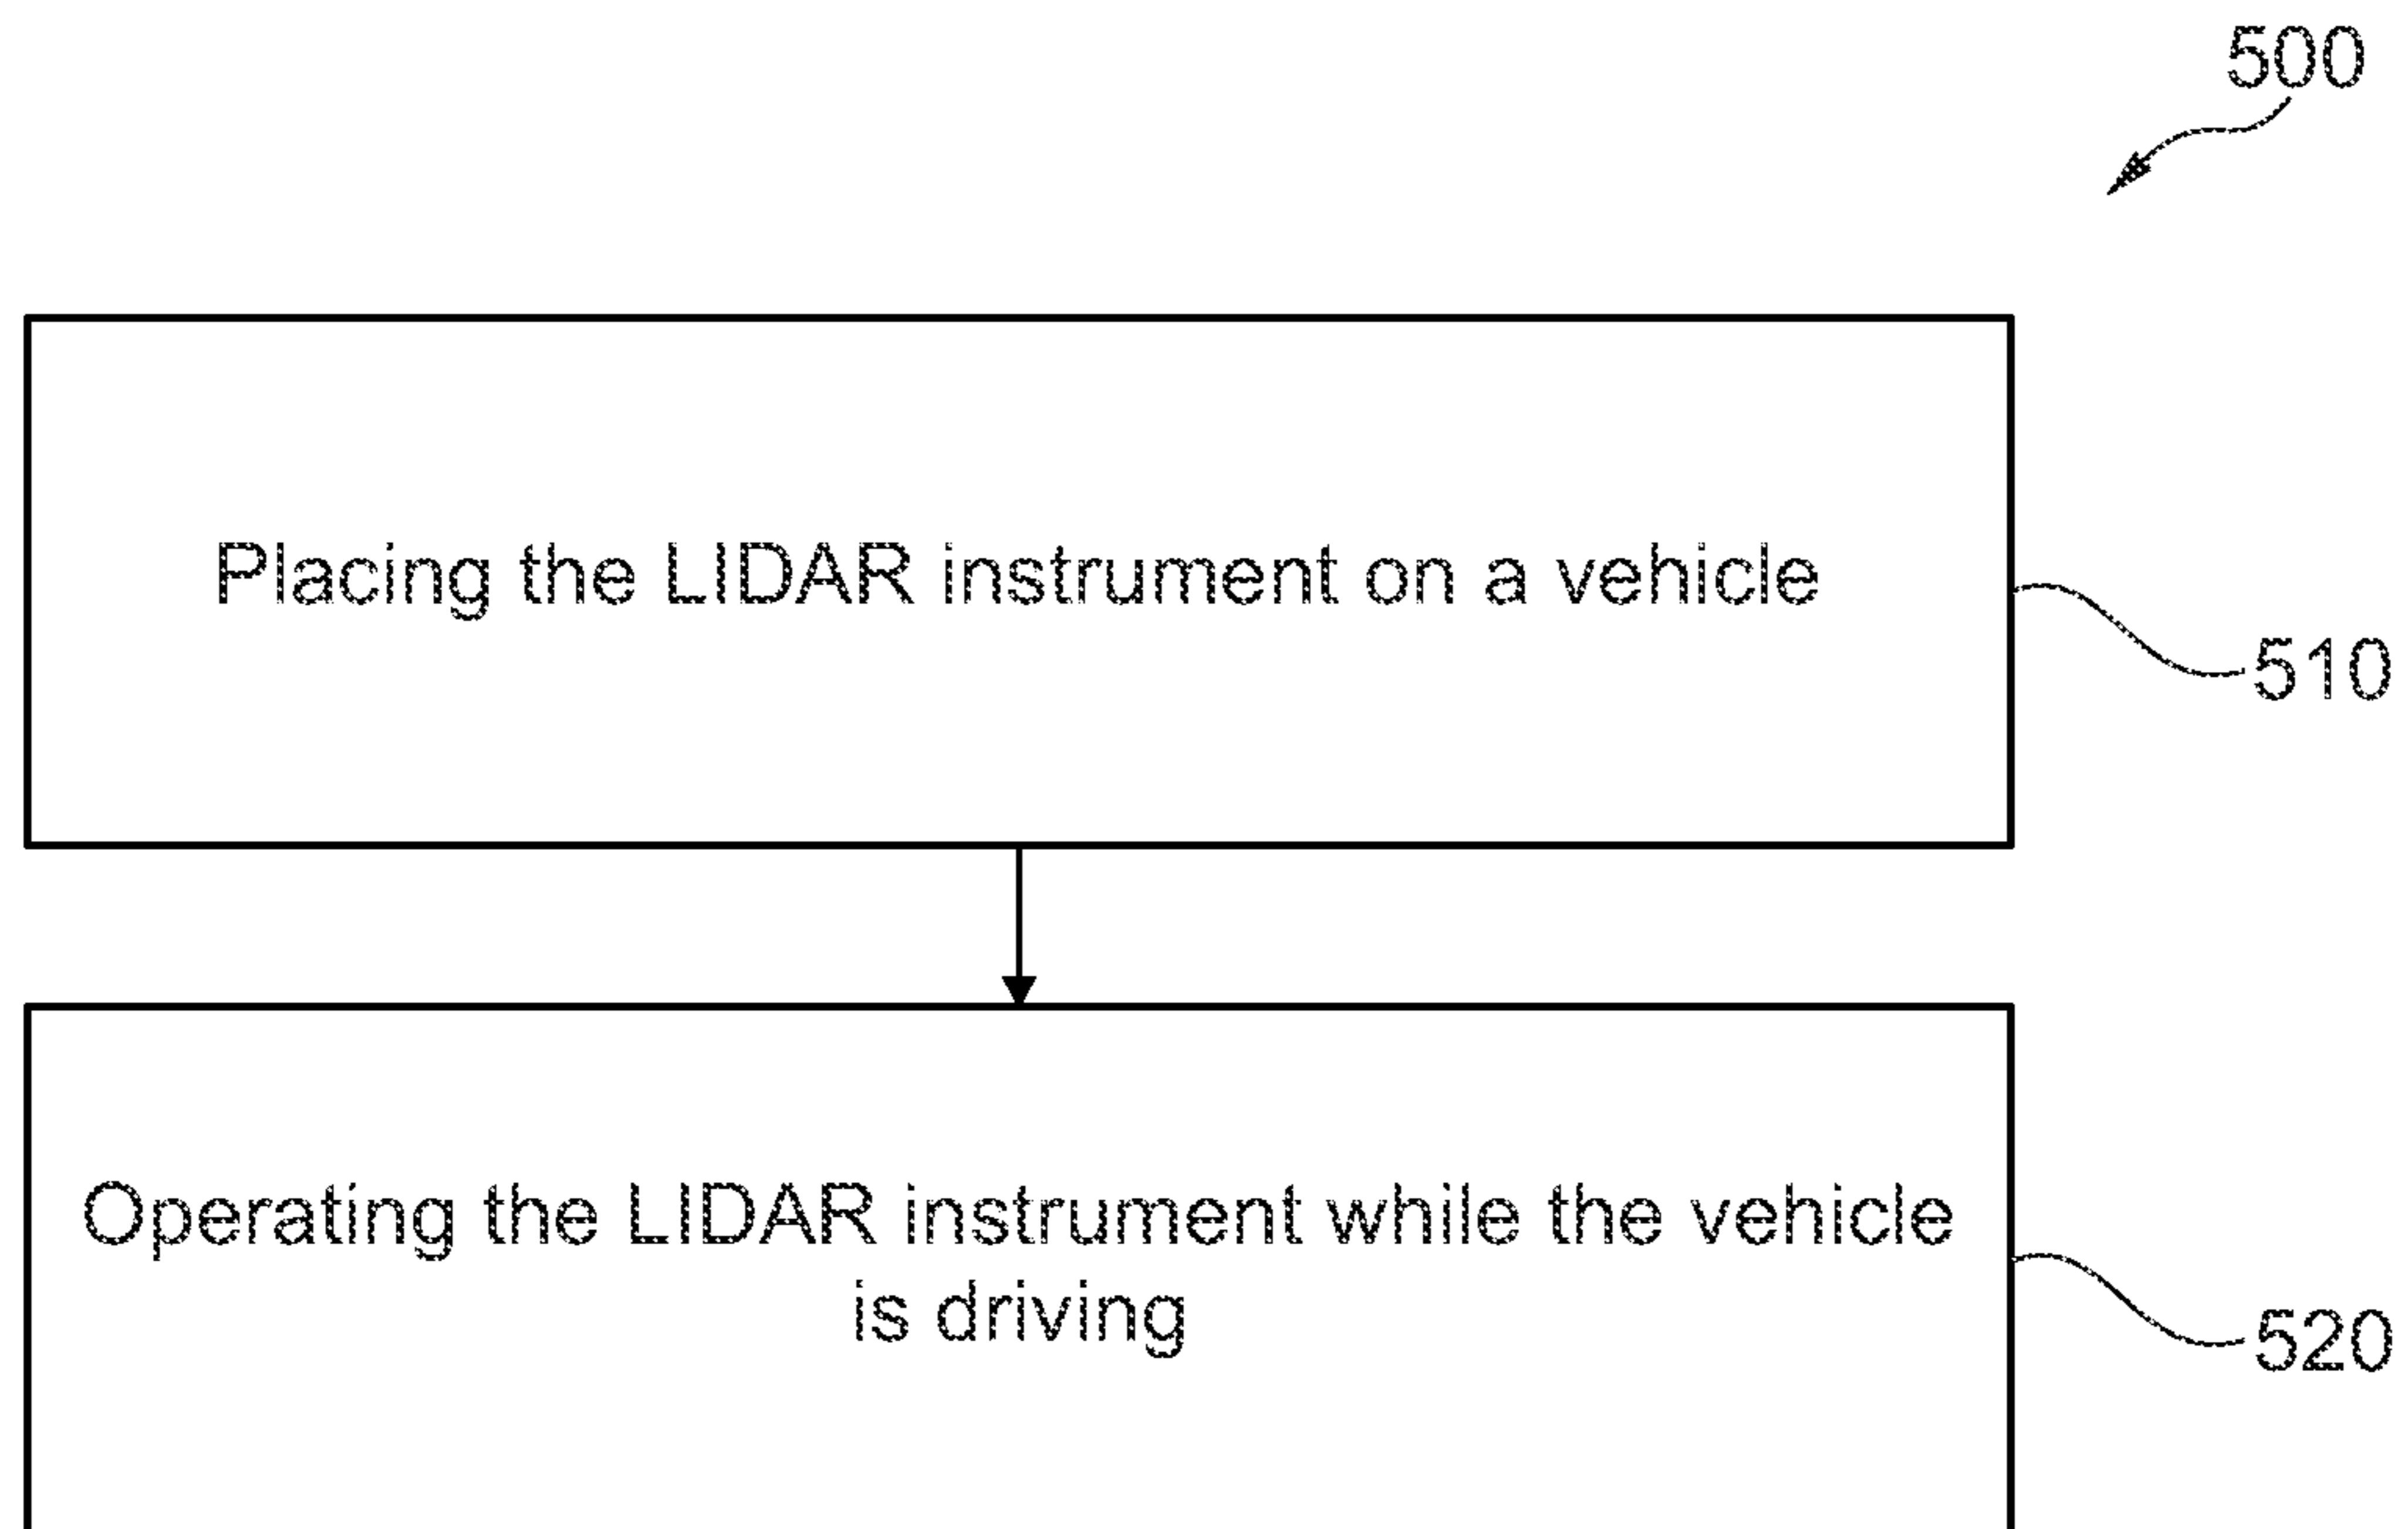 500
Placing the LIDAR instrument on a vehicle
510
Operating the LIDAR instrument while the vehicle
is driving
520